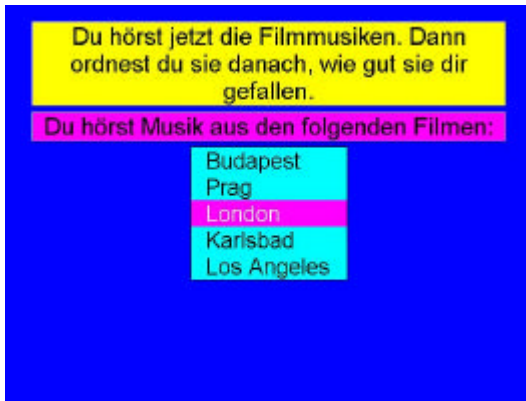 Du hörst jetzt die Filmmusiken. Dann
ordnest du sie danach, wie gut sie dir
gefallen.
Du hörst Musik aus den folgenden Filmen:
Budapest
Prag
London
Karlsbad
Los Angeles